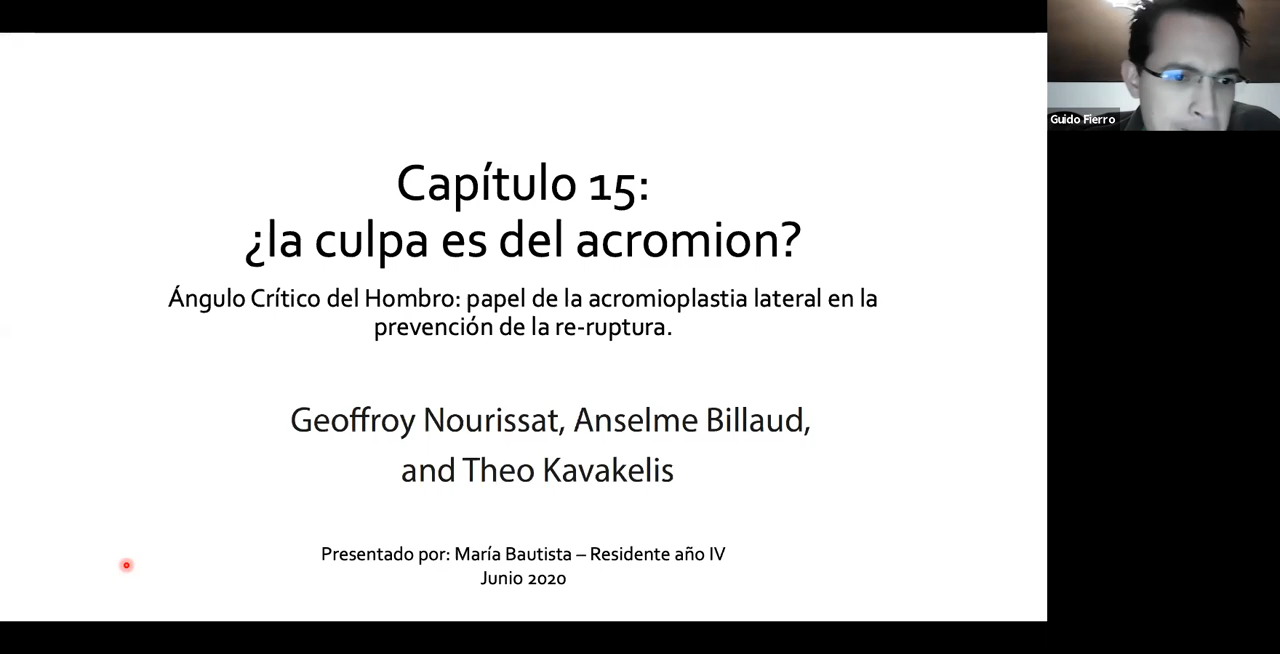 Capítulo 15:
¿la culpa es del acromion?
Ángulo Crítico del Hombro: papel de la acromioplastia lateral en la
prevención de la re-ruptura.
Geoffroy Nourissat, Anselme Billaud,
and Theo Kavakelis
Presentado por: María Bautista – Residente año IV
Junio 2020
Guido Fierro